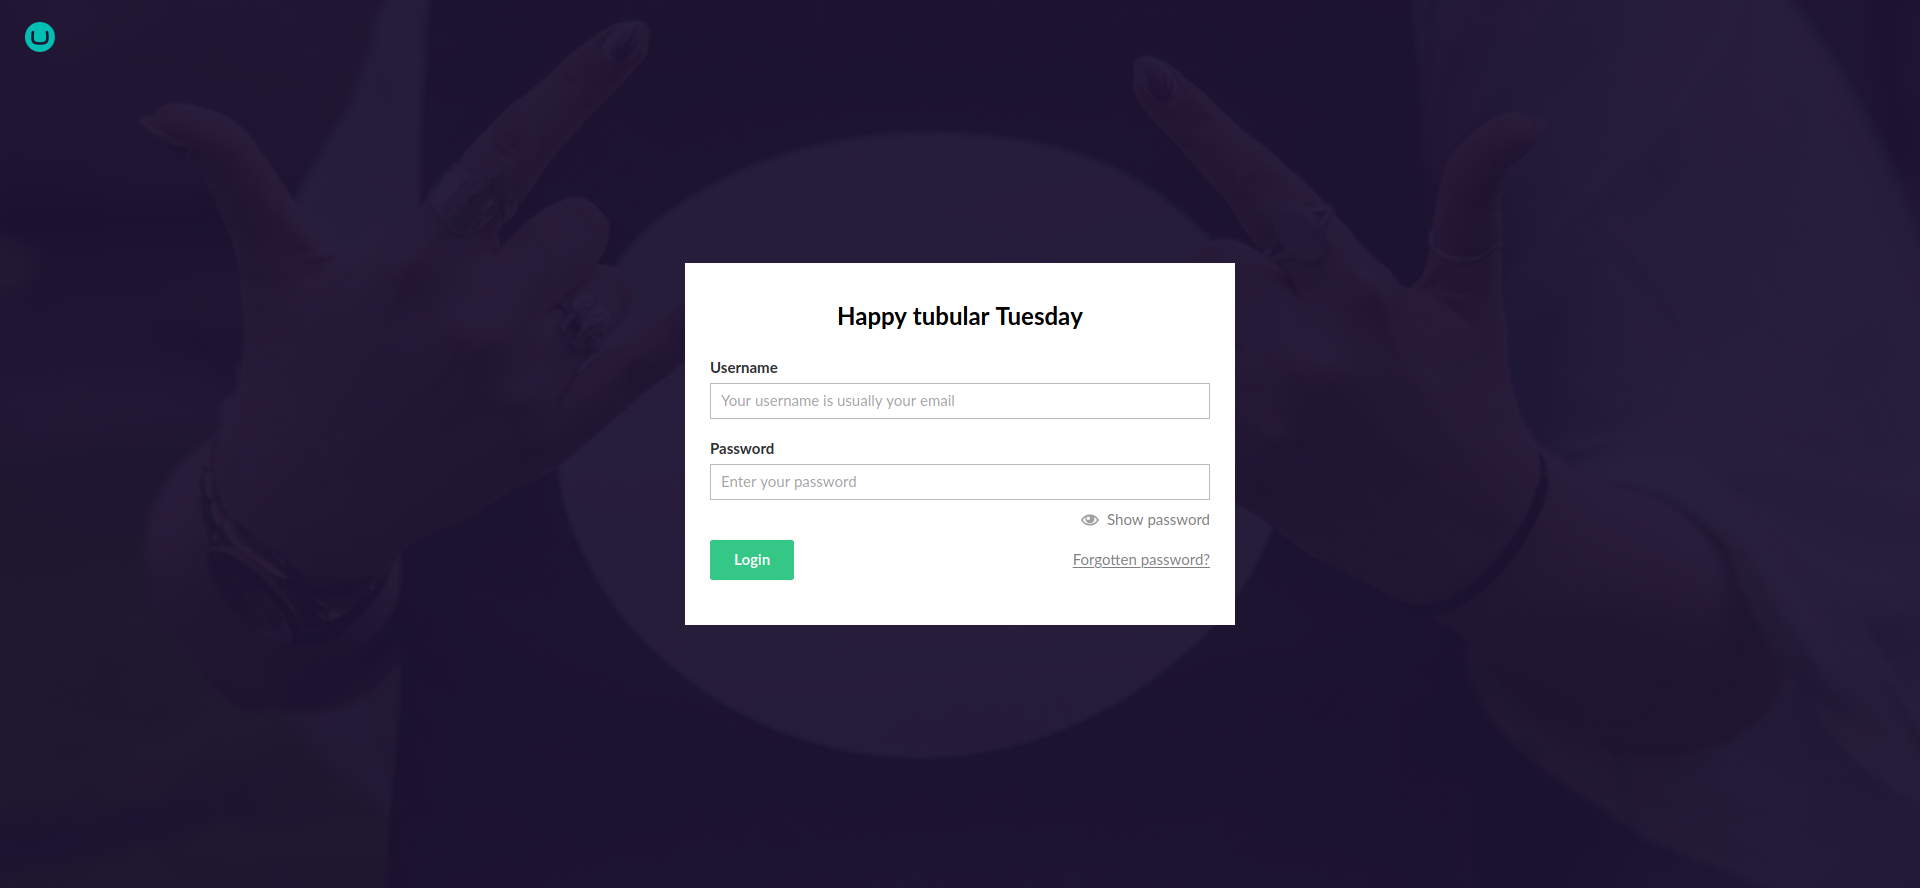 Happy tubular Tuesday
Username
Your username is usually your email
Password
Enter your password
Show password
Login
Forgotten password?